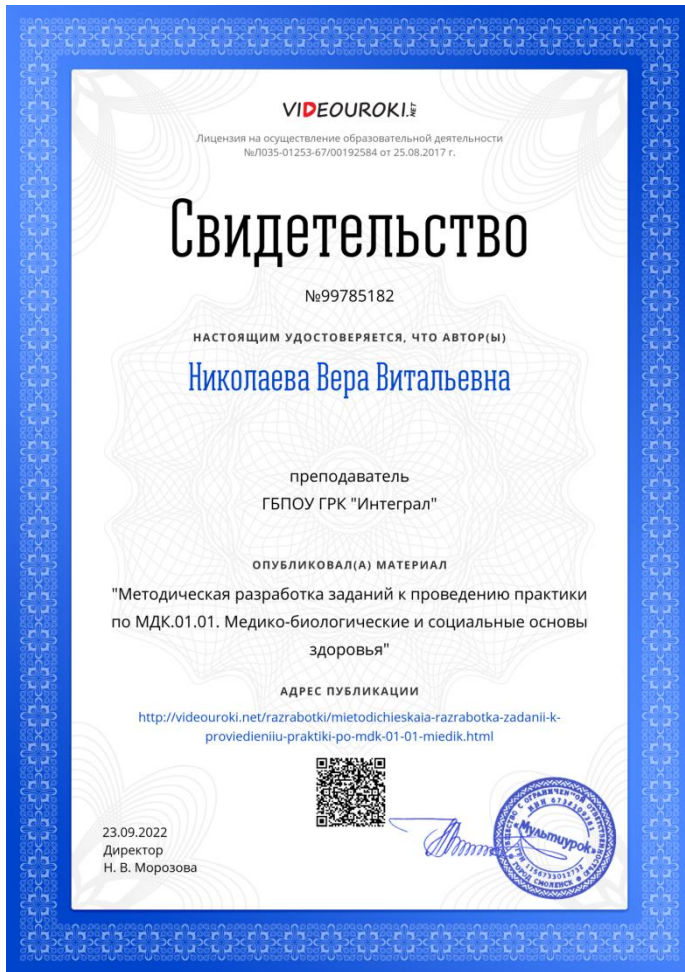 VIDEOUROKI.NET
Лицензия на осуществление образовательной деятельности
№Л035-01253-67/00192584 от 25.08.2017 г.
Свидетельство
№99785182
НАСТОЯЩИМ УДОСТОВЕРЯЕТСЯ, ЧТО АВТОР(Ы)
Николаева Вера Витальевна
преподаватель
ГБПОУ ГРК "Интеграл"
ОПУБЛИКОВАЛ(А) МАТЕРИАЛ
"Методическая разработка заданий к проведению практики
по МДК.01.01. Медико-биологические и социальные основы
здоровья"
АДРЕС ПУБЛИКАЦИИ
http://videouroki.net/razrabotki/mietodichieskaia-razrabotka-zadanii-k-
proviedieniiu-praktiki-po-mdk-01-01-miedik.html
23.09.2022
Директор
Н. В. Морозова
«Мультиурок»
ГОРОД СМОЛЕНСК